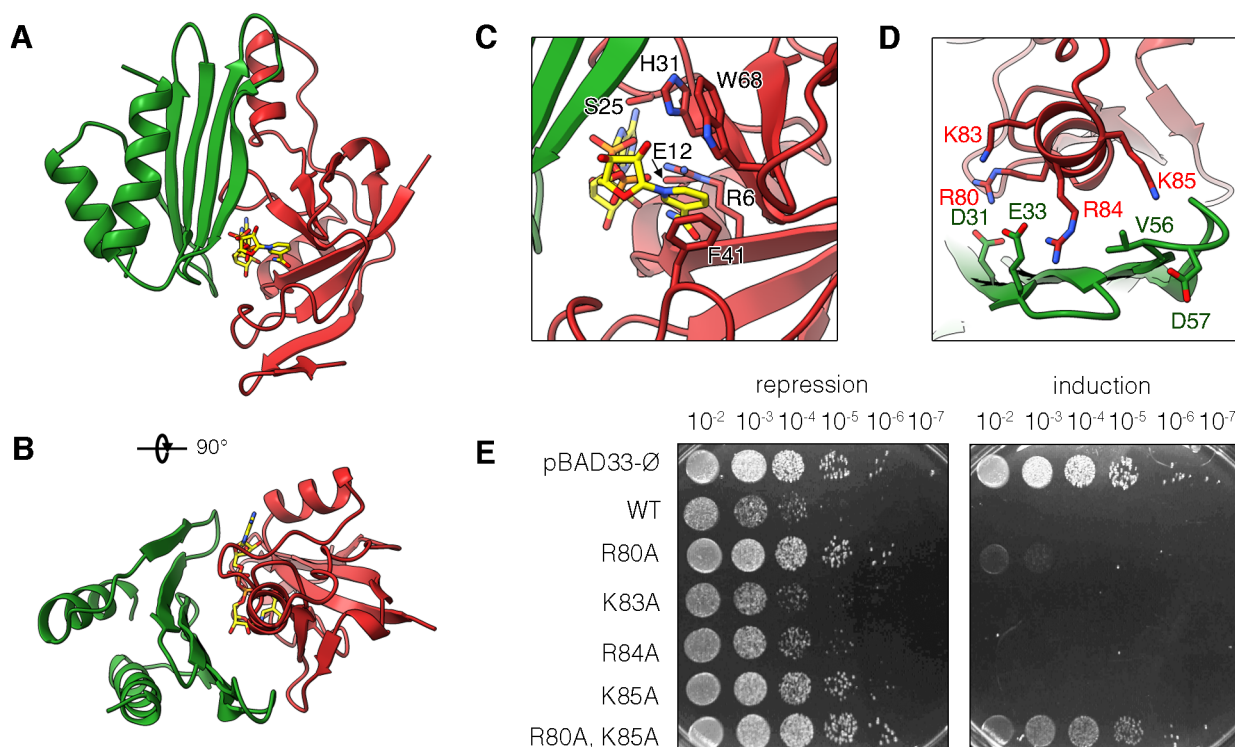 A
B
90°
C
H31
W68
S25
E12
R6
F41
D
K83
K85
R80
R84
D31
E33
V56
D57
E
repression
induction
10-2 10-3 10-4 10-5 10-6 10-7
10-2 10-3 10-4 10-5 10-6 10-7
pBAD33-Ø
WT
R80A
K83A
R84A
K85A
R80A, K85A